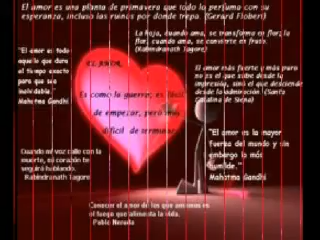 El amor es una planta de primavera que todo lo perfuma con su
esperanza, incluso las ruinas por donde trepa. (Gerard Flobert)
La hoja, cuando ama, se transforma en flor; la
flor, cuando ama, se convierte en fruto.
(Rabindranath Tagore)
"El amor es todo
aquello que dura
el tiempo exacto
para que sea
inolvidable."
Mahatma Gandhi
EL AMOR,
Es como la guerra; es fácil
de empezar, pero muy
difícil de terminar
El amor más fuerte y más puro
no es el que sube desde la
impresión, sino el que desciende
desde la admiración (Santa
Catalina de Siena)
"El amor es la mayor
fuerza del mundo y sin
embargo la más
humilde."
Mahatma Gandhi
Cuando mi voz calle con la
muerte, mi corazón te
seguirá hablando.
Rabindranath Tagore
Conocer el amor de los que amamos es
el fuego que alimenta la vida.
Pablo Neruda